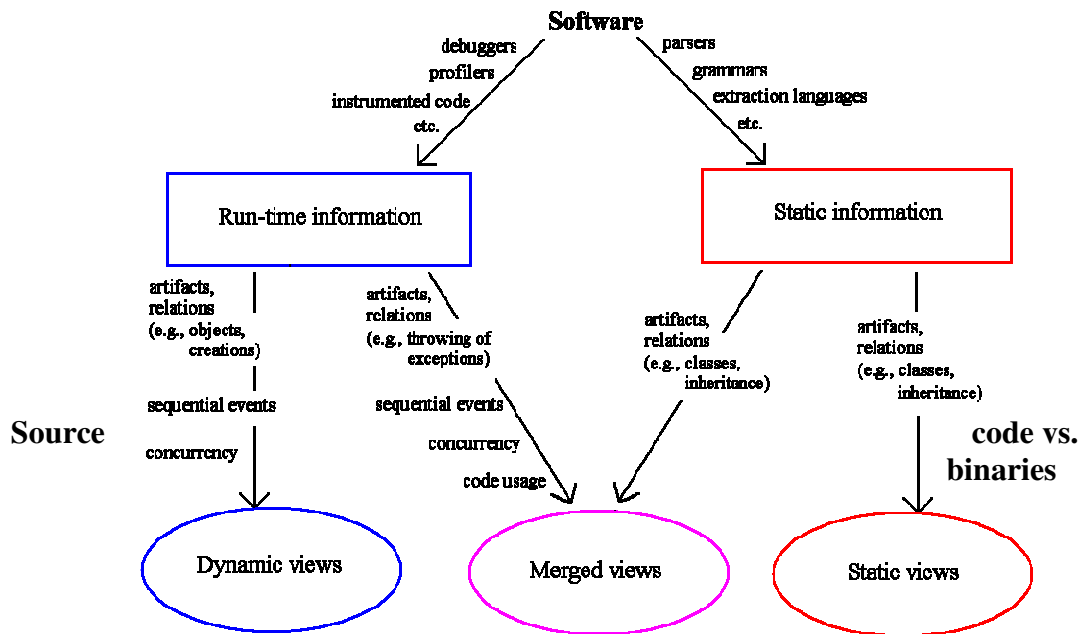 Software
debuggers
profilers
instrumented code
etc.
parsers
grammars
extraction languages
etc.
Run-time information
Static information
artifacts,
relations
(e.g., objects,
creations)
sequential events
concurrency
artifacts,
relations
(e.g., throwing of
exceptions)
sequential events
concurrency
code usage
artifacts,
relations
(e.g., classes,
inheritance)
artifacts,
relations
(e.g., classes,
inheritance)
Source
code vs.
binaries
Dynamic views
Merged views
Static views